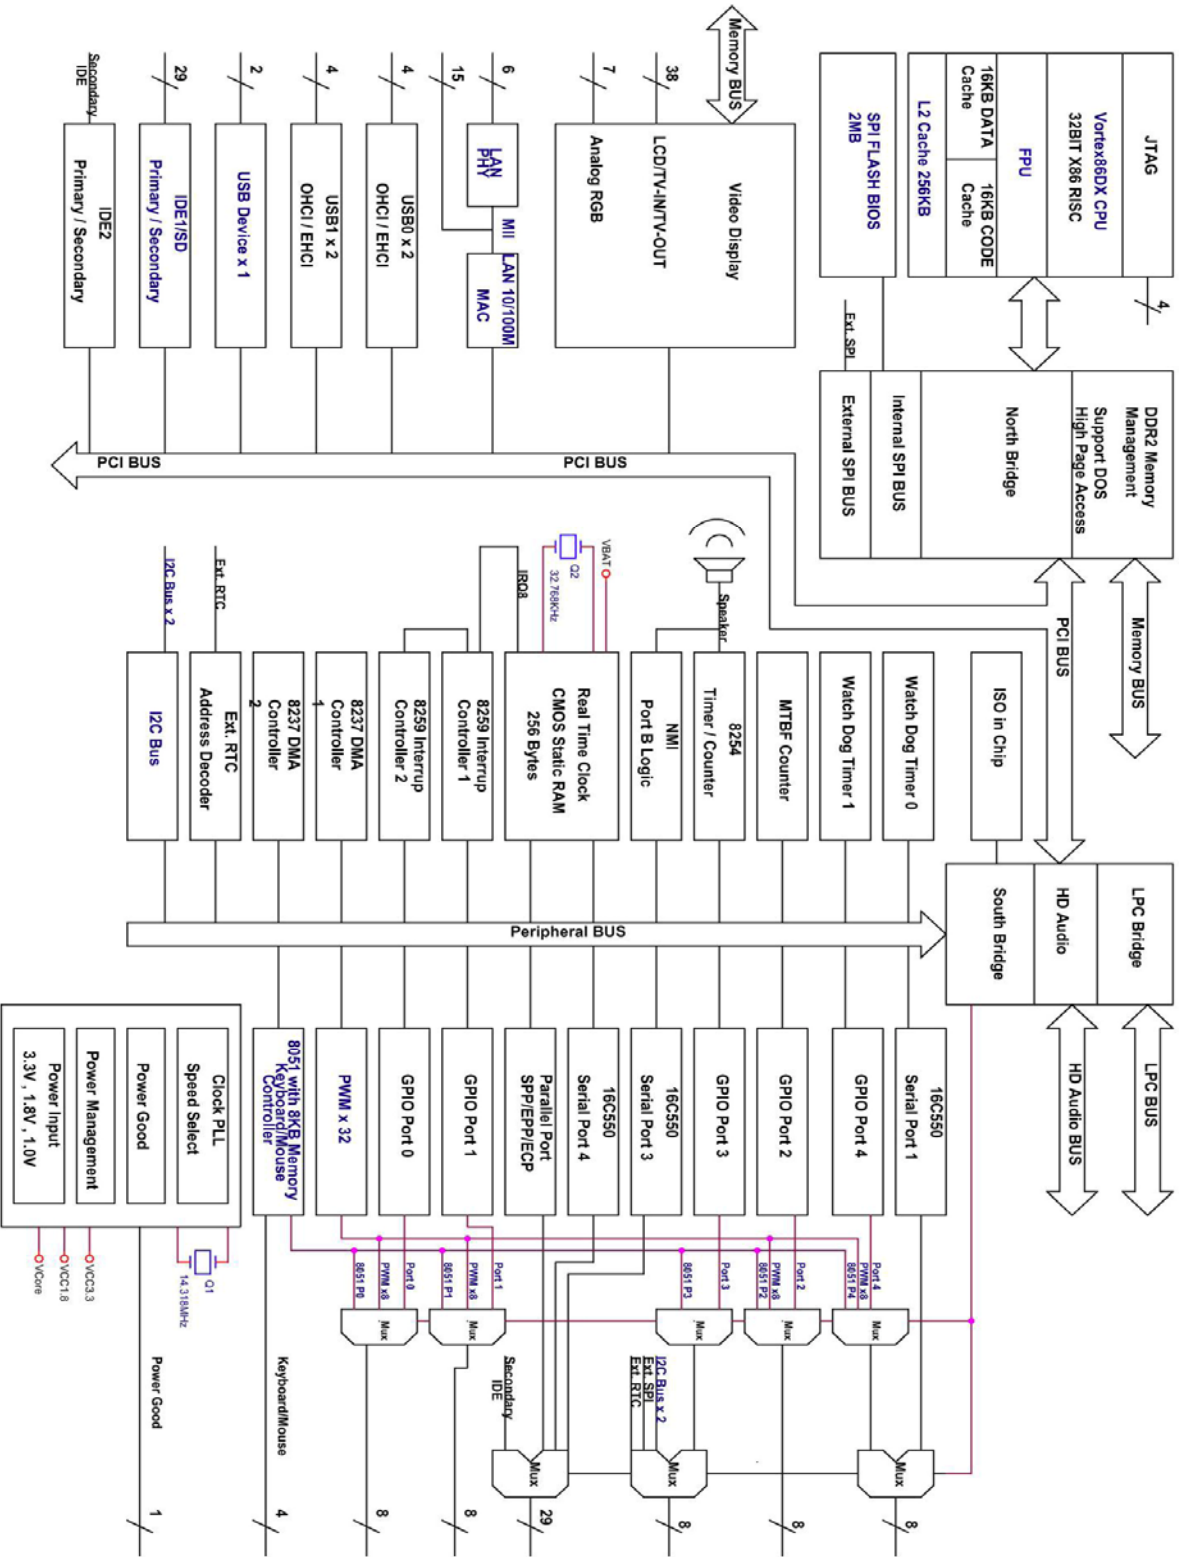 JTAG
4
Vortex86DX CPU
32BIT X86 RISC
FPU
16KB DATA
Cache
16KB CODE
Cache
L2 Cache 256KB
SPI FLASH BIOS
2MB
Ext. SPI
DDR2 Memory
Management
Support DOS
High Page Access
North Bridge
Internal SPI BUS
External SPI BUS
Memory BUS
PCI BUS
LPC Bridge
HD Audio
South Bridge
LPC BUS
HD Audio BUS
Memory BUS
38
7
Video Display
LCD/TV-IN/TV-OUT
Analog RGB
6
15
LAN
PHY
MII
LAN 10/100M
MAC
4
USB0 x 2
OHCI / EHCI
4
USB1 x 2
OHCI / EHCI
2
USB Device x 1
29
IDE1/SD
Primary / Secondary
Secondary
IDE
IDE2
Primary / Secondary
PCI BUS
PCI BUS
ISO in Chip
Watch Dog Timer 0
Watch Dog Timer 1
MTBF Counter
Speaker
8254
Timer / Counter
NMI
Port B Logic
VBAT
Q2
32.768KHz
IRQ8
Real Time Clock
CMOS Static RAM
256 Bytes
8259 Interrup
Controller 1
8259 Interrup
Controller 2
8237 DMA
Controller
1
8237 DMA
Controller
2
Ext. RTC
Ext. RTC
Address Decoder
I2C Bus x 2
I2C Bus
Peripheral BUS
16C550
Serial Port 1
GPIO Port 4
GPIO Port 2
GPIO Port 3
16C550
Serial Port 3
16C550
Serial Port 4
Parallel Port
SPP/EPP/ECP
GPIO Port 1
GPIO Port 0
PWM x 32
8051 with 8KB Memory
Keyboard/Mouse
Controller
Port 4
PWM x8
8051 P4
Mux
Port 2
PWM x8
8051 P2
Mux
Port 3
8051 P3
Mux
Port 1
PWM x8
8051 P1
Mux
Port 0
PWM x8
8051 P0
Mux
I2C Bus x 2
Ext. SPI
Ext. RTC
Secondary
IDE
Mux
Mux
Mux
8
8
8
29
8
8
Keyboard/Mouse
4
Power Good
1
Clock PLL
Speed Select
Power Good
Power Management
Power Input
3.3V , 1.8V , 1.0V
Q1
14.318MHz
VCC3.3
VCC1.8
VCore